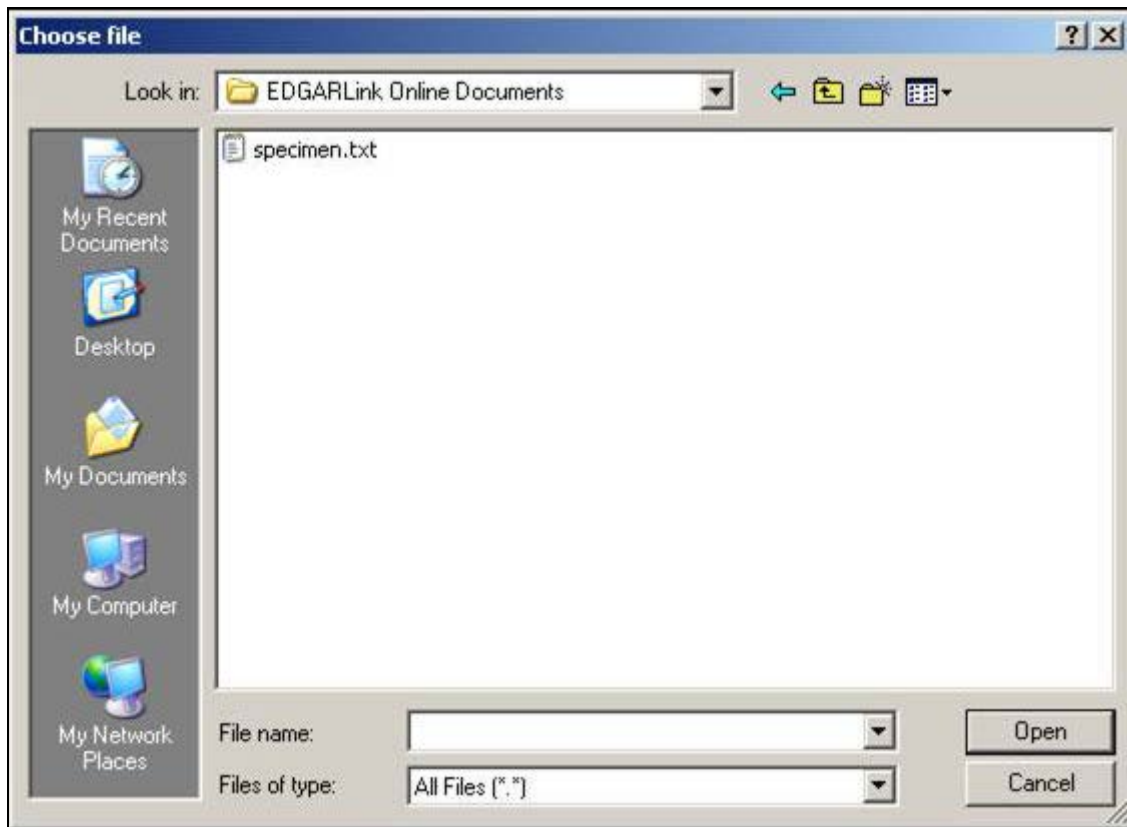 Choose file
Look in: EDGARLink Online Documents
specimen.txt
My Recent
Documents
Desktop
My Documents
My Computer
My Network
Places
File name:
Open
Files of type: All Files (*.*)
Cancel